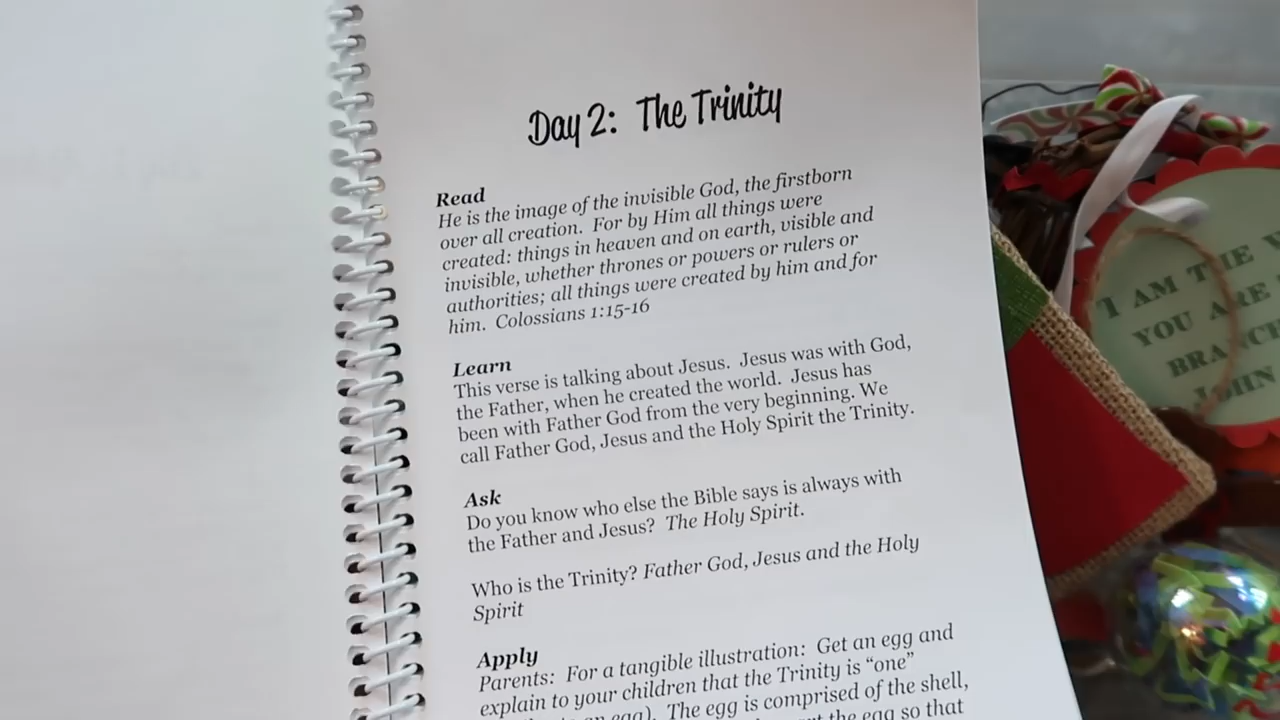 Day 2: The Trinity
Read
He is the image of the invisible God, the firstborn
over all creation. For by Him all things were
created: things in heaven and on earth, visible and
invisible, whether thrones or powers or rulers or
authorities; all things were created by him and for
him. Colossians 1:15-16
Learn
This verse is talking about Jesus. Jesus was with God,
the Father, when he created the world. Jesus has
been with Father God from the very beginning. We
call Father God, Jesus and the Holy Spirit the Trinity.
Ask
Do you know who else the Bible says is always with
the Father and Jesus? The Holy Spirit.
Who is the Trinity? Father God, Jesus and the Holy
Spirit
Apply
Parents: For a tangible illustration: Get an egg and
explain to your children that the Trinity is “one”
an egg). The egg is comprised of the shell,
the egg so that
I AM THE
YOU ARE
BRANC
JOHN